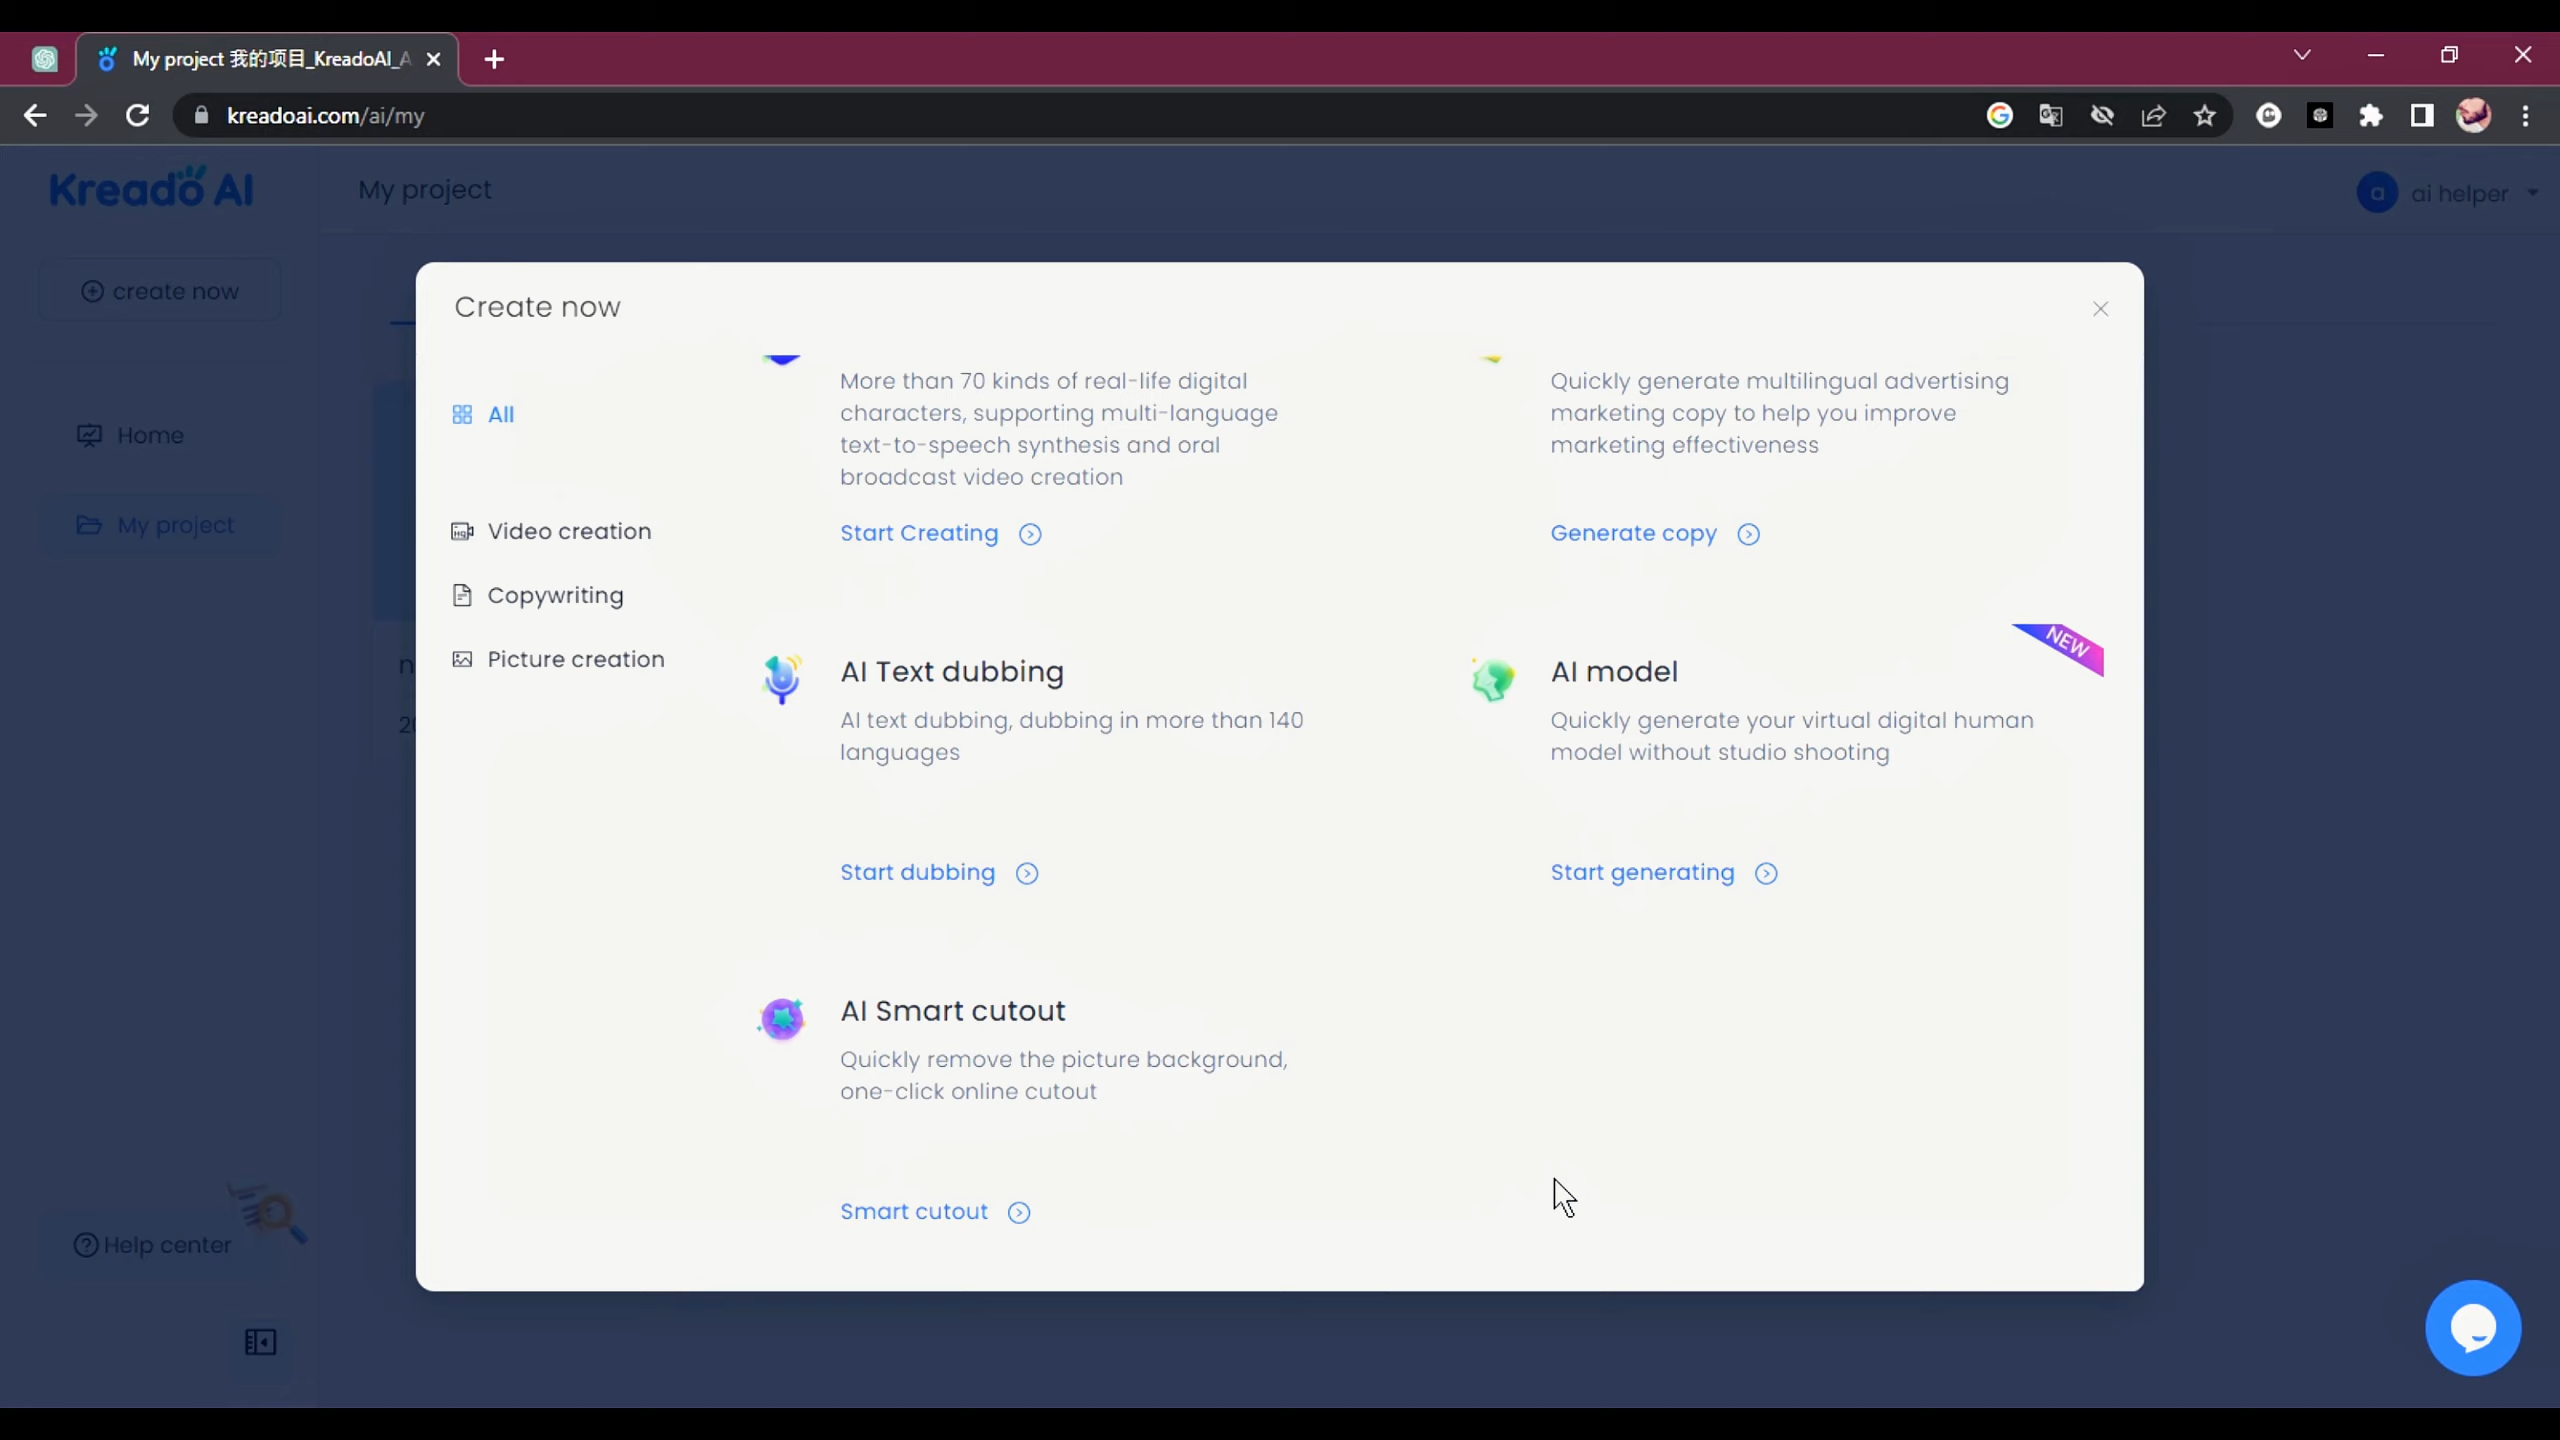 My project 我的项目_KreadoAI_A
kreadoai.com/ai/my
Kreado AI
My project
a ai helper
create now
Home
My project
Help center
Create now
All
Video creation
Copywriting
Picture creation
More than 70 kinds of real-life digital
characters, supporting multi-language
text-to-speech synthesis and oral
broadcast video creation
Start Creating
Quickly generate multilingual advertising
marketing copy to help you improve
marketing effectiveness
Generate copy
AI Text dubbing
AI text dubbing, dubbing in more than 140
languages
Start dubbing
NEW
AI model
Quickly generate your virtual digital human
model without studio shooting
Start generating
AI Smart cutout
Quickly remove the picture background,
one-click online cutout
Smart cutout